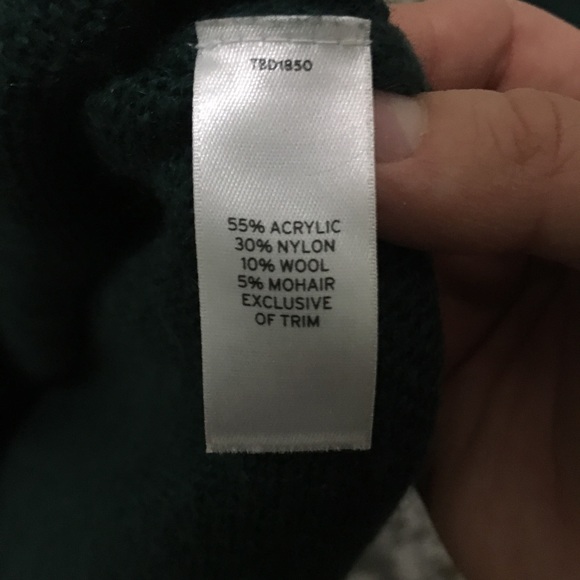 TBD1850
55% ACRYLIC
30% NYLON
10% WOOL
5% MOHAIR
EXCLUSIVE
OF TRIM